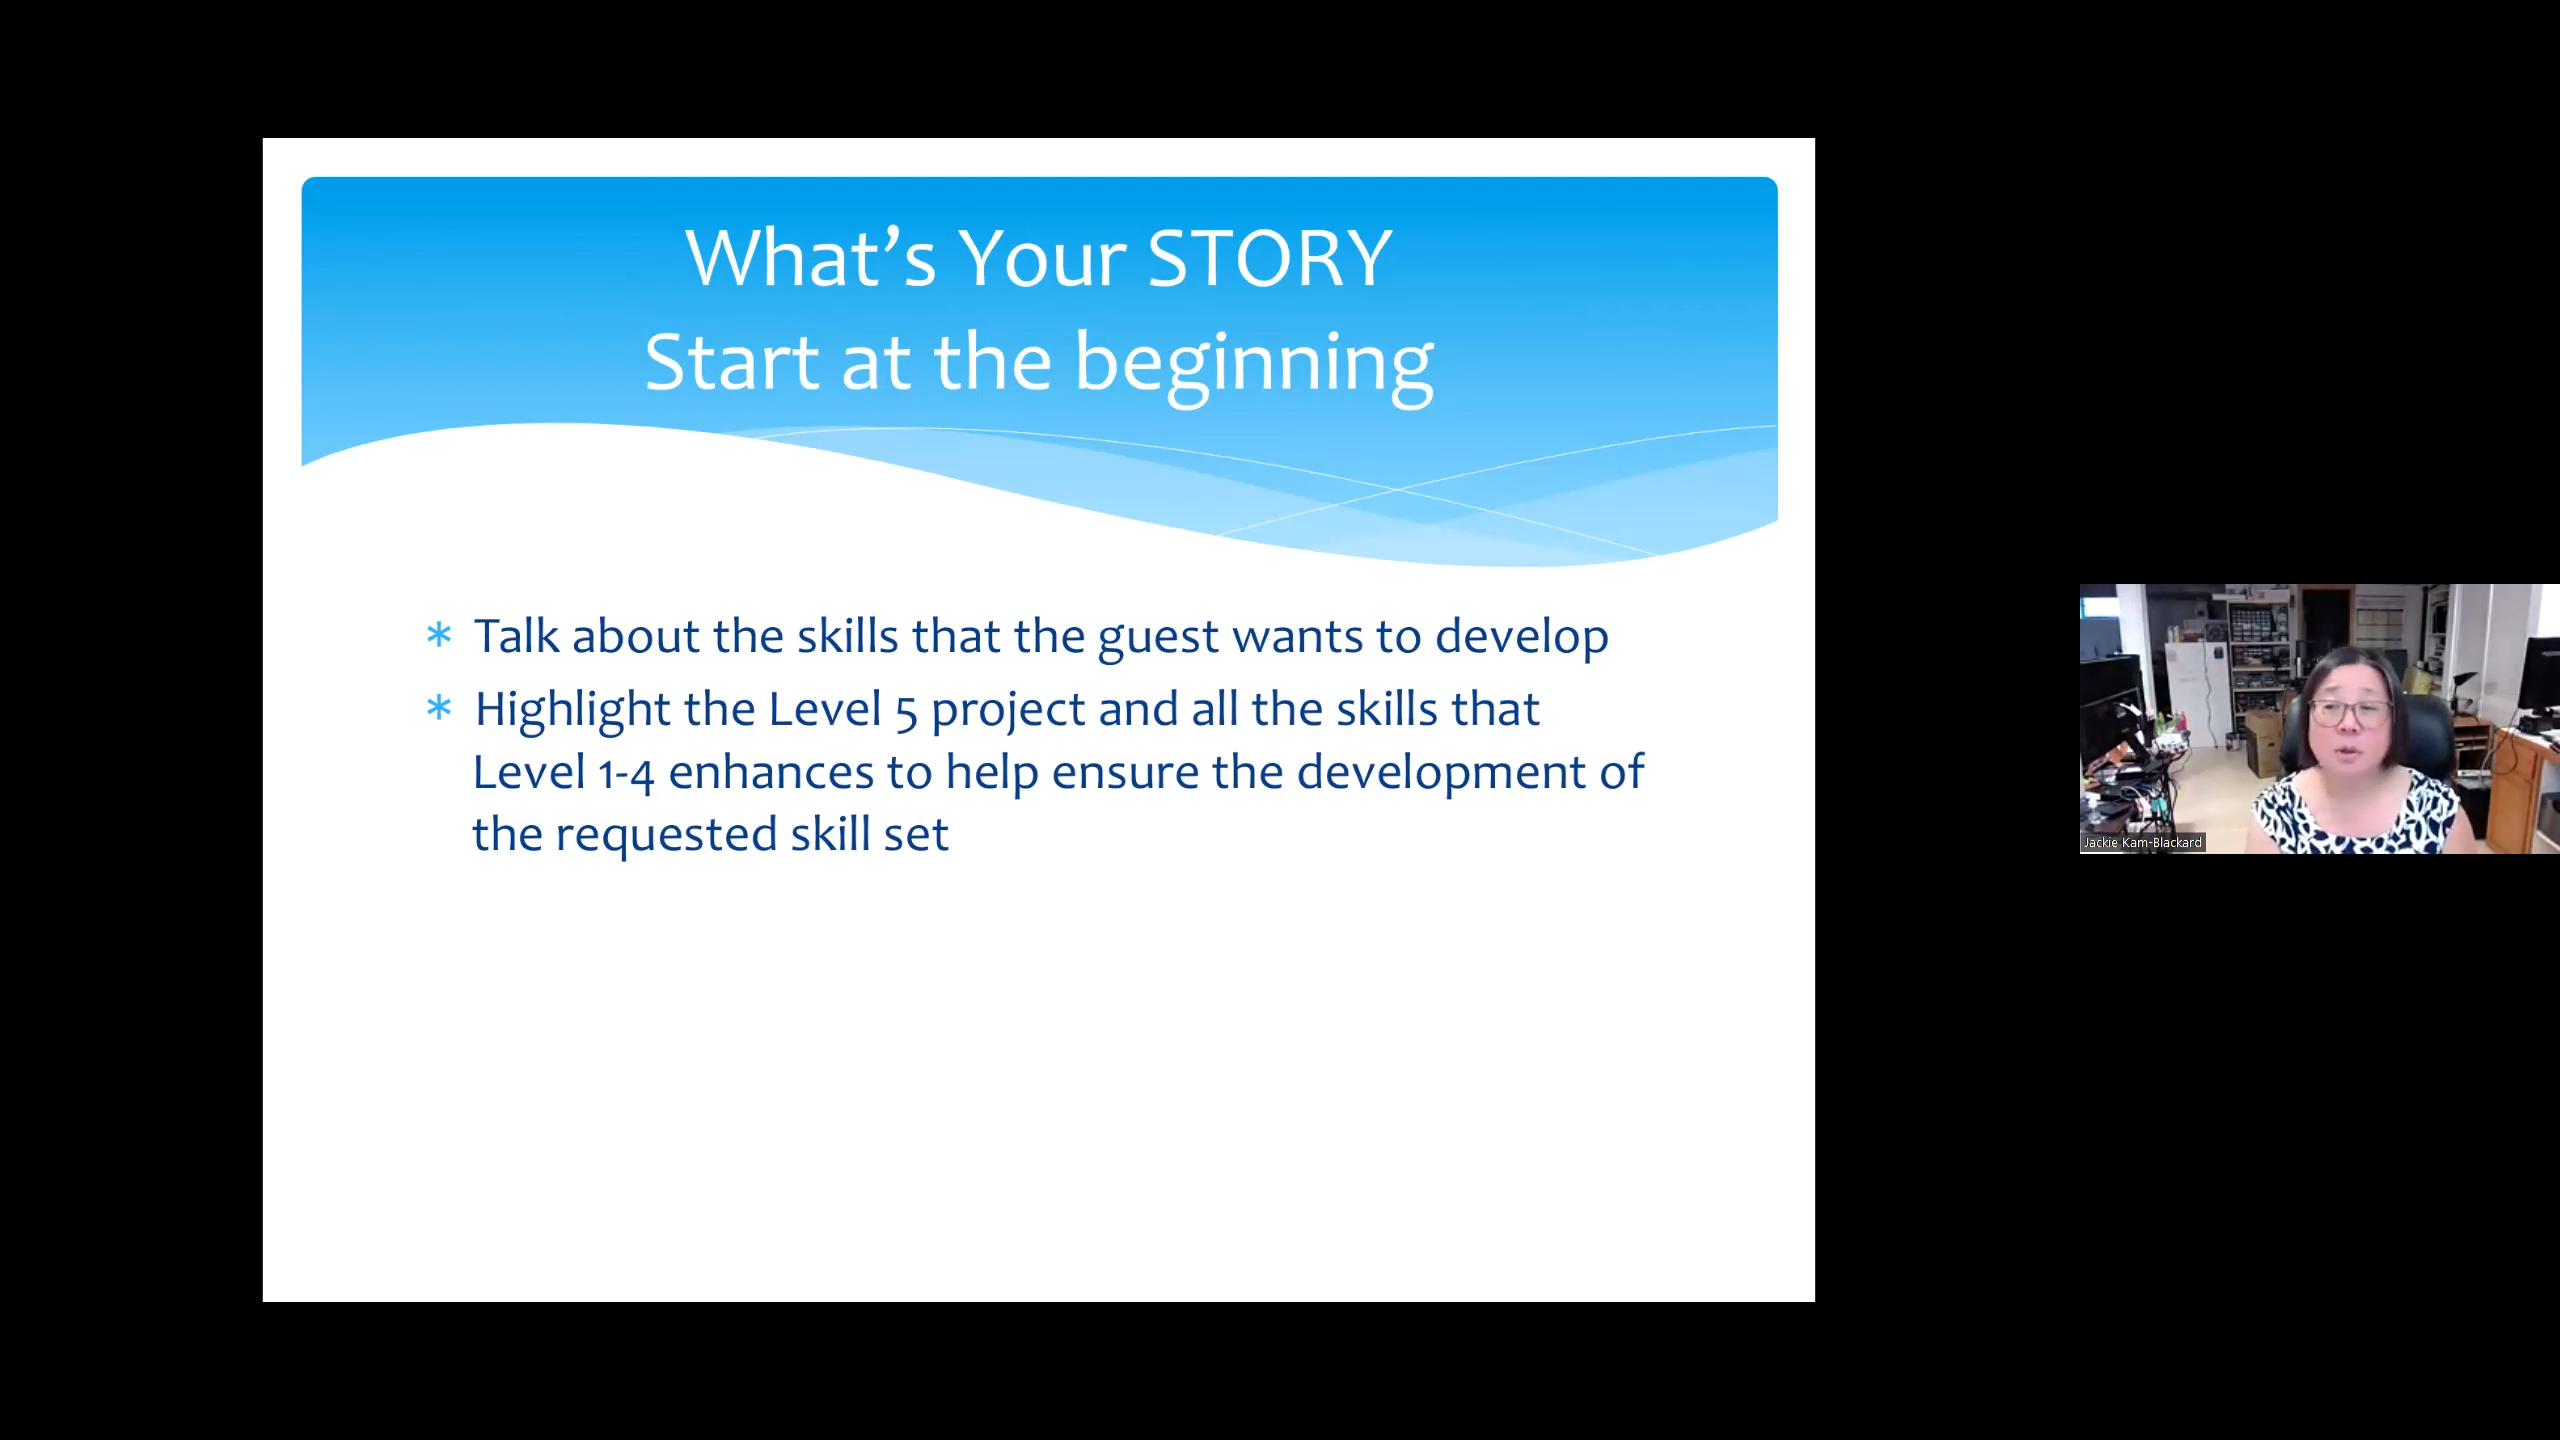 What’s Your STORY
Start at the beginning
* Talk about the skills that the guest wants to develop
* Highlight the Level 5 project and all the skills that
Level 1-4 enhances to help ensure the development of
the requested skill set
Jackie Kam-Blackard